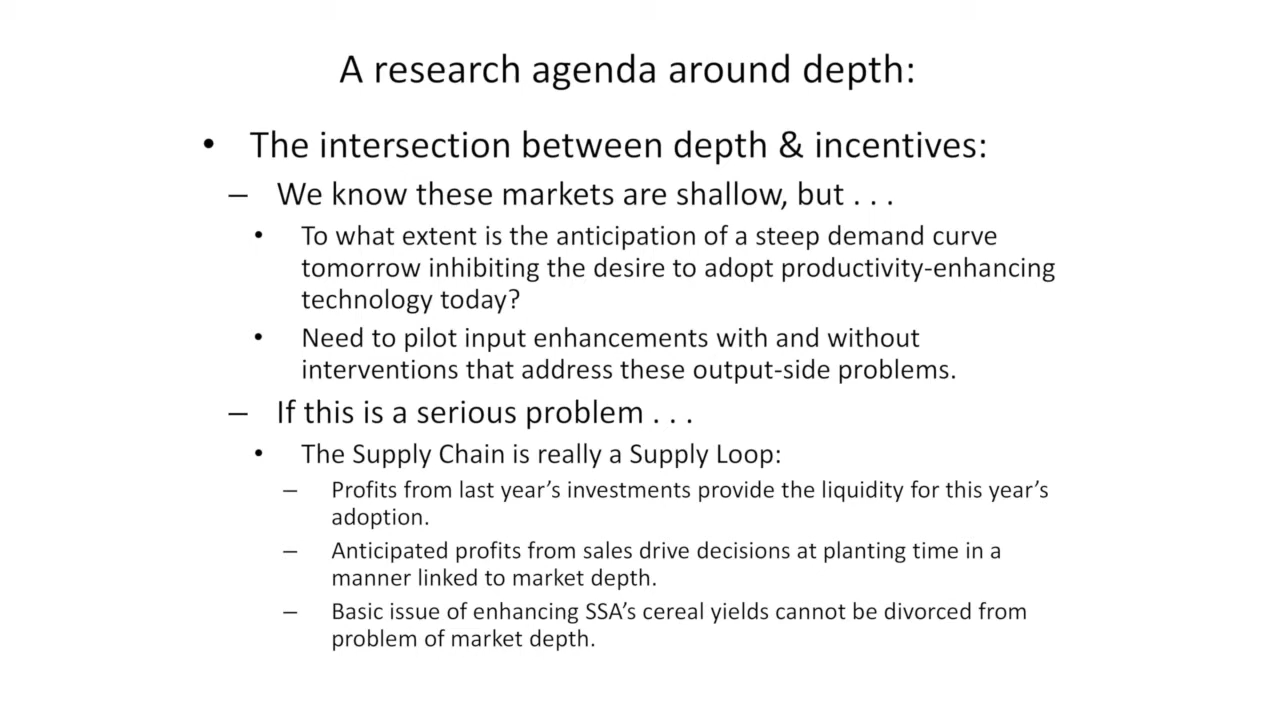 A research agenda around depth:
• The intersection between depth & incentives:
– We know these markets are shallow, but . . .
• To what extent is the anticipation of a steep demand curve
tomorrow inhibiting the desire to adopt productivity-enhancing
technology today?
• Need to pilot input enhancements with and without
interventions that address these output-side problems.
– If this is a serious problem . . .
• The Supply Chain is really a Supply Loop:
– Profits from last year’s investments provide the liquidity for this year’s
adoption.
– Anticipated profits from sales drive decisions at planting time in a
manner linked to market depth.
– Basic issue of enhancing SSA’s cereal yields cannot be divorced from
problem of market depth.